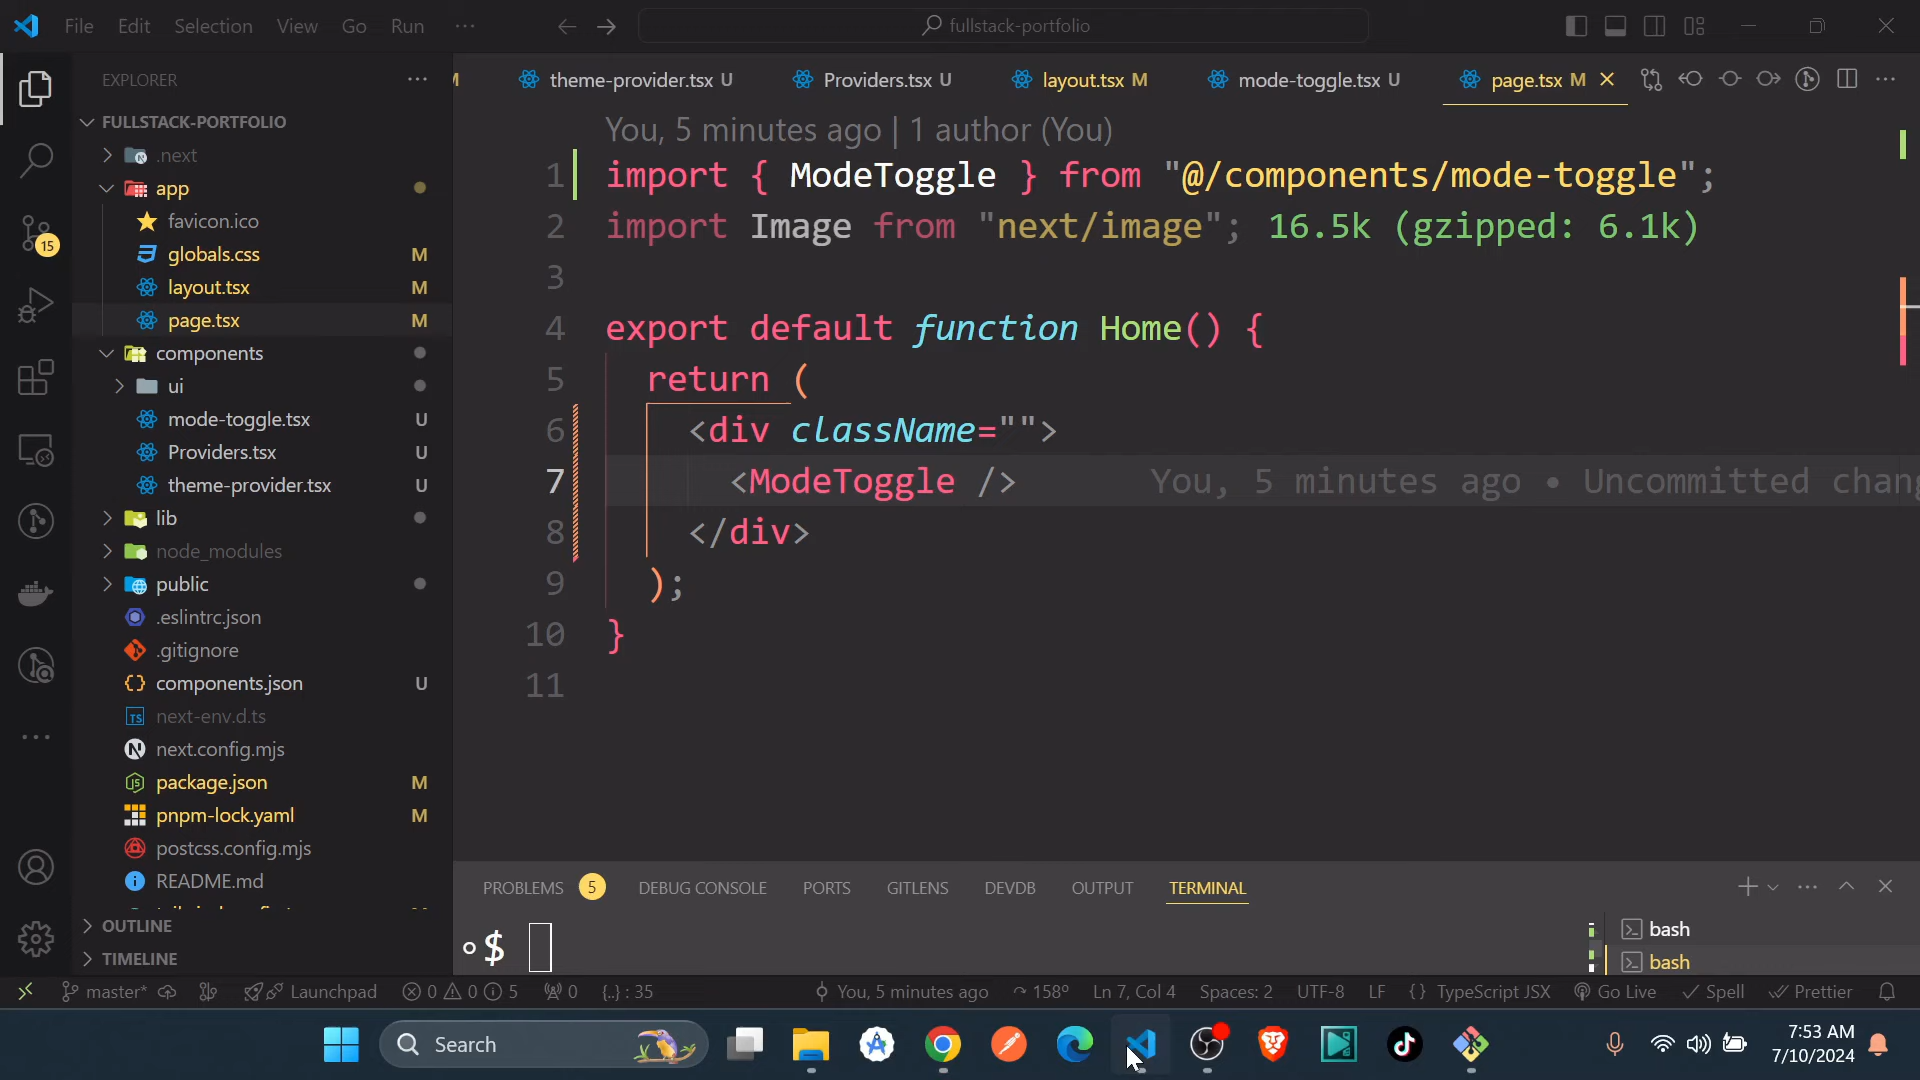 File Edit Selection View Go Run ···
fullstack-portfolio
EXPLORER ···
M theme-provider.tsx U Providers.tsx U layout.tsx M mode-toggle.tsx U page.tsx M
FULLSTACK-PORTFOLIO
.next
app
favicon.ico
15
globals.css M
layout.tsx M
page.tsx M
components
ui
mode-toggle.tsx U
Providers.tsx U
theme-provider.tsx U
lib
node_modules
public
.eslintrc.json
.gitignore
components.json U
next-env.d.ts
next.config.mjs
package.json M
pnpm-lock.yaml M
postcss.config.mjs
README.md
OUTLINE
TIMELINE
You, 5 minutes ago | 1 author (You)
1 import { ModeToggle } from "@/components/mode-toggle";
2 import Image from "next/image"; 16.5k (gzipped: 6.1k)
3
4 export default function Home() {
5 return (
6 <div className="">
7 <ModeToggle /> You, 5 minutes ago • Uncommitted chang
8 </div>
9 );
10 }
11
PROBLEMS 5 DEBUG CONSOLE PORTS GITLENS DEVDB OUTPUT TERMINAL
$
bash
bash
master* Launchpad 0 0 5 0 {..} : 35 You, 5 minutes ago 158° Ln 7, Col 4 Spaces: 2 UTF-8 LF {} TypeScript JSX Go Live Spell Prettier
Search
7:53 AM
7/10/2024